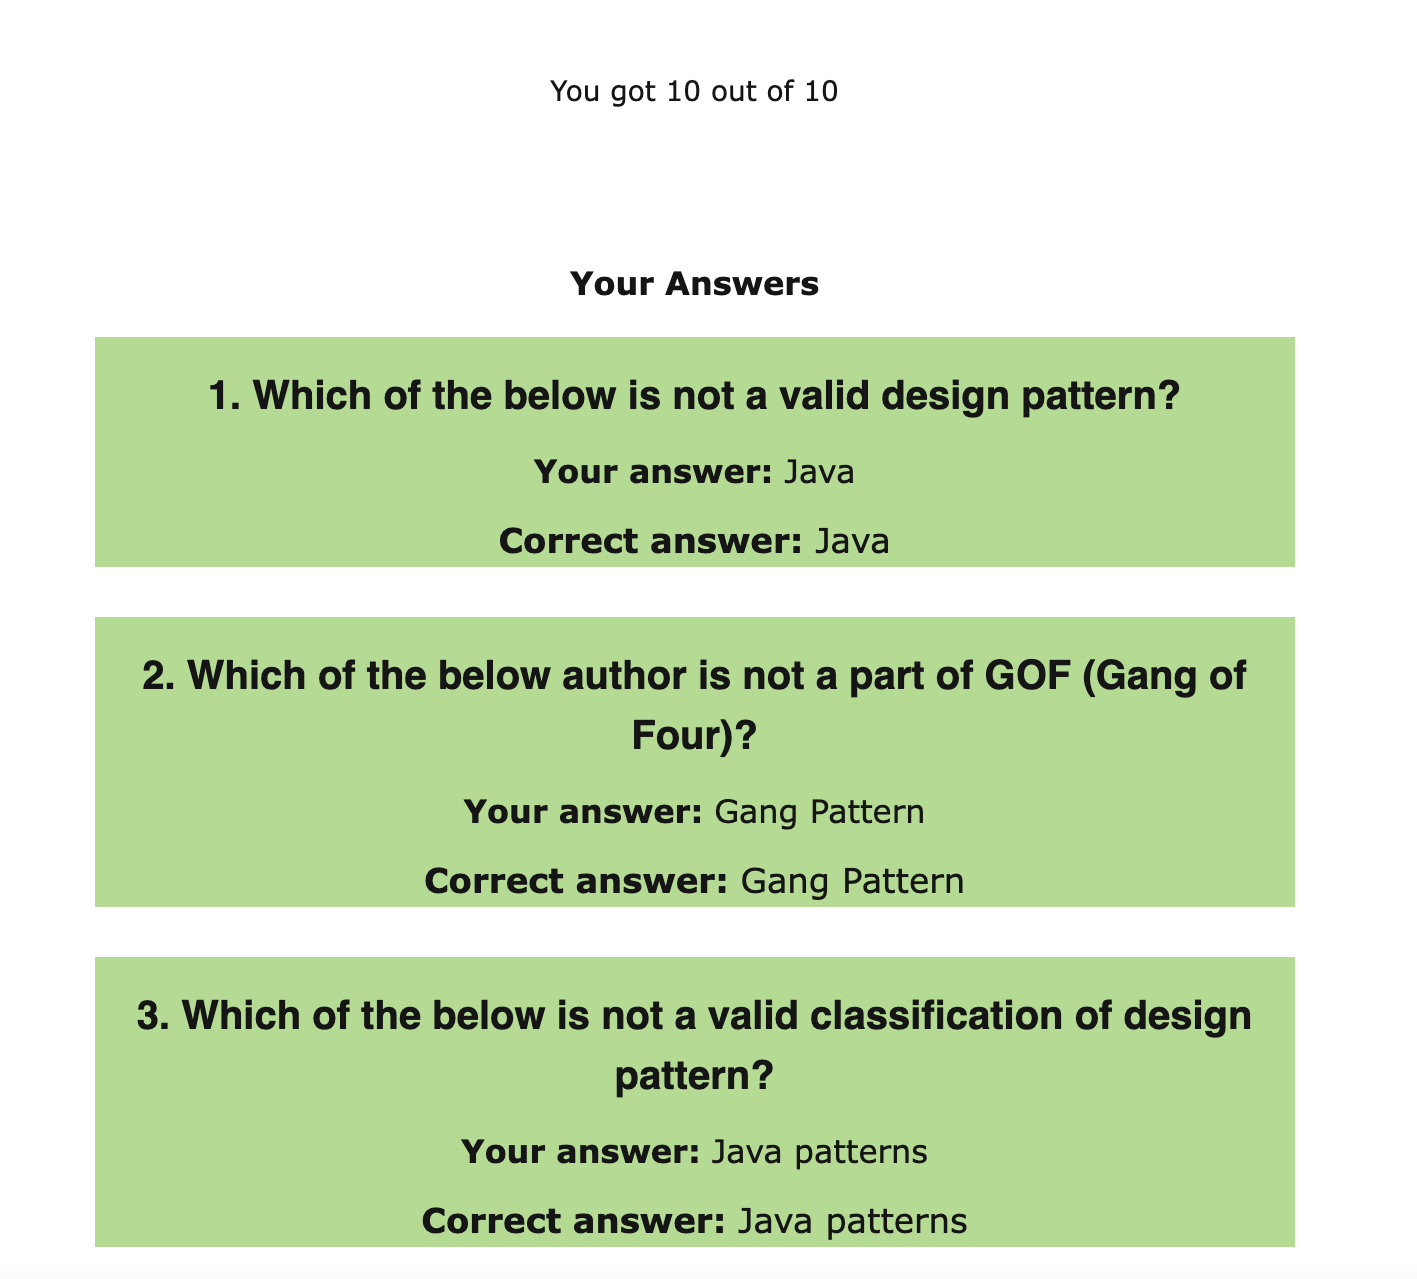 You got 10 out of 10
Your Answers
1. Which of the below is not a valid design pattern?
Your answer: Java
Correct answer: Java
2. Which of the below author is not a part of GOF (Gang of
Four)?
Your answer: Gang Pattern
Correct answer: Gang Pattern
3. Which of the below is not a valid classification of design
pattern?
Your answer: Java patterns
Correct answer: Java patterns